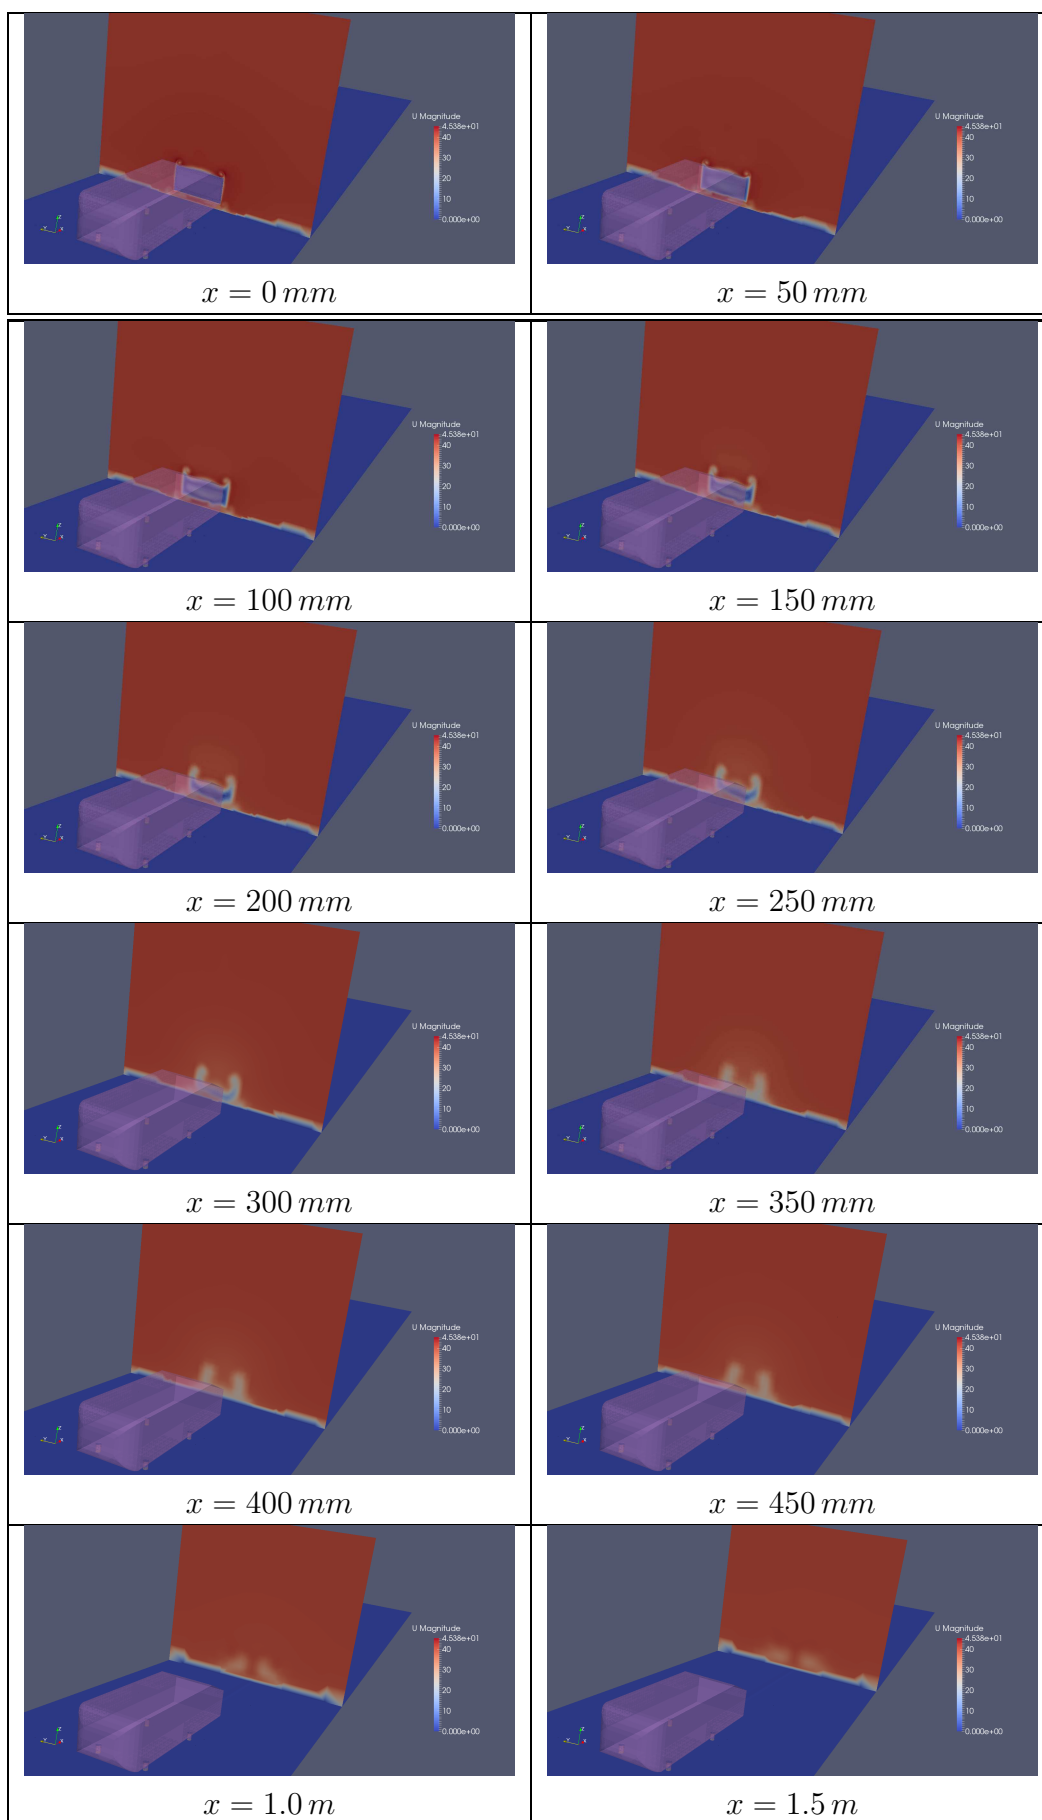 U Magnitude
4.538e+01
40
30
20
10
0.000e+00
x = 0 mm
U Magnitude
4.538e+01
40
30
20
10
0.000e+00
x = 50 mm
U Magnitude
4.538e+01
40
30
20
10
0.000e+00
x = 100 mm
U Magnitude
4.538e+01
40
30
20
10
0.000e+00
x = 150 mm
U Magnitude
4.538e+01
40
30
20
10
0.000e+00
x = 200 mm
U Magnitude
4.538e+01
40
30
20
10
0.000e+00
x = 250 mm
U Magnitude
4.538e+01
40
30
20
10
0.000e+00
x = 300 mm
U Magnitude
4.538e+01
40
30
20
10
0.000e+00
x = 350 mm
U Magnitude
4.538e+01
40
30
20
10
0.000e+00
x = 400 mm
U Magnitude
4.538e+01
40
30
20
10
0.000e+00
x = 450 mm
U Magnitude
4.538e+01
40
30
20
10
0.000e+00
x = 1.0 m
U Magnitude
4.538e+01
40
30
20
10
0.000e+00
x = 1.5 m